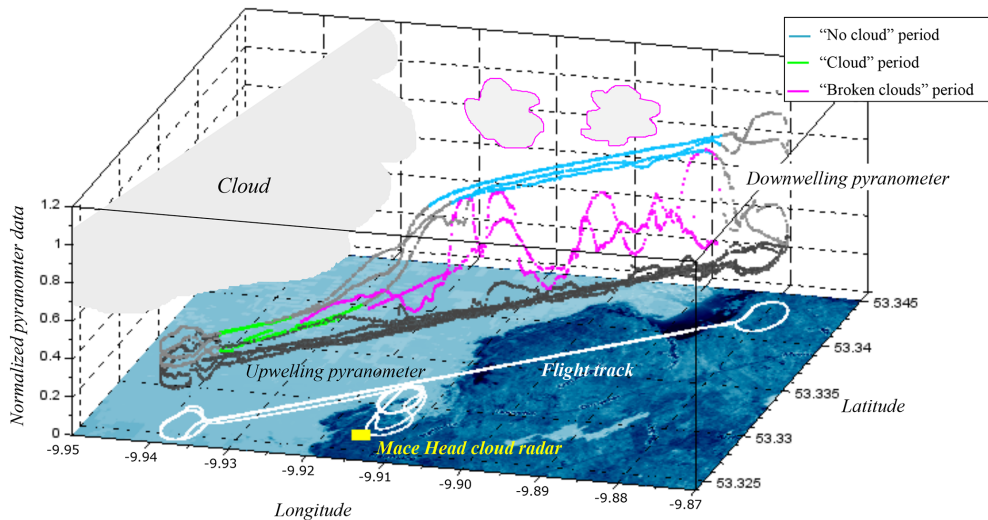 “No cloud” period
“Cloud” period
“Broken clouds” period
Cloud
Downwelling pyranometer
Normalized pyranometer data
1.2
1
0.8
0.6
0.4
0.2
0
Upwelling pyranometer
Flight track
Mace Head cloud radar
-9.95
-9.94
-9.93
-9.92
-9.91
-9.90
-9.89
-9.88
-9.87
Longitude
53.345
53.34
53.335
53.33
53.325
Latitude